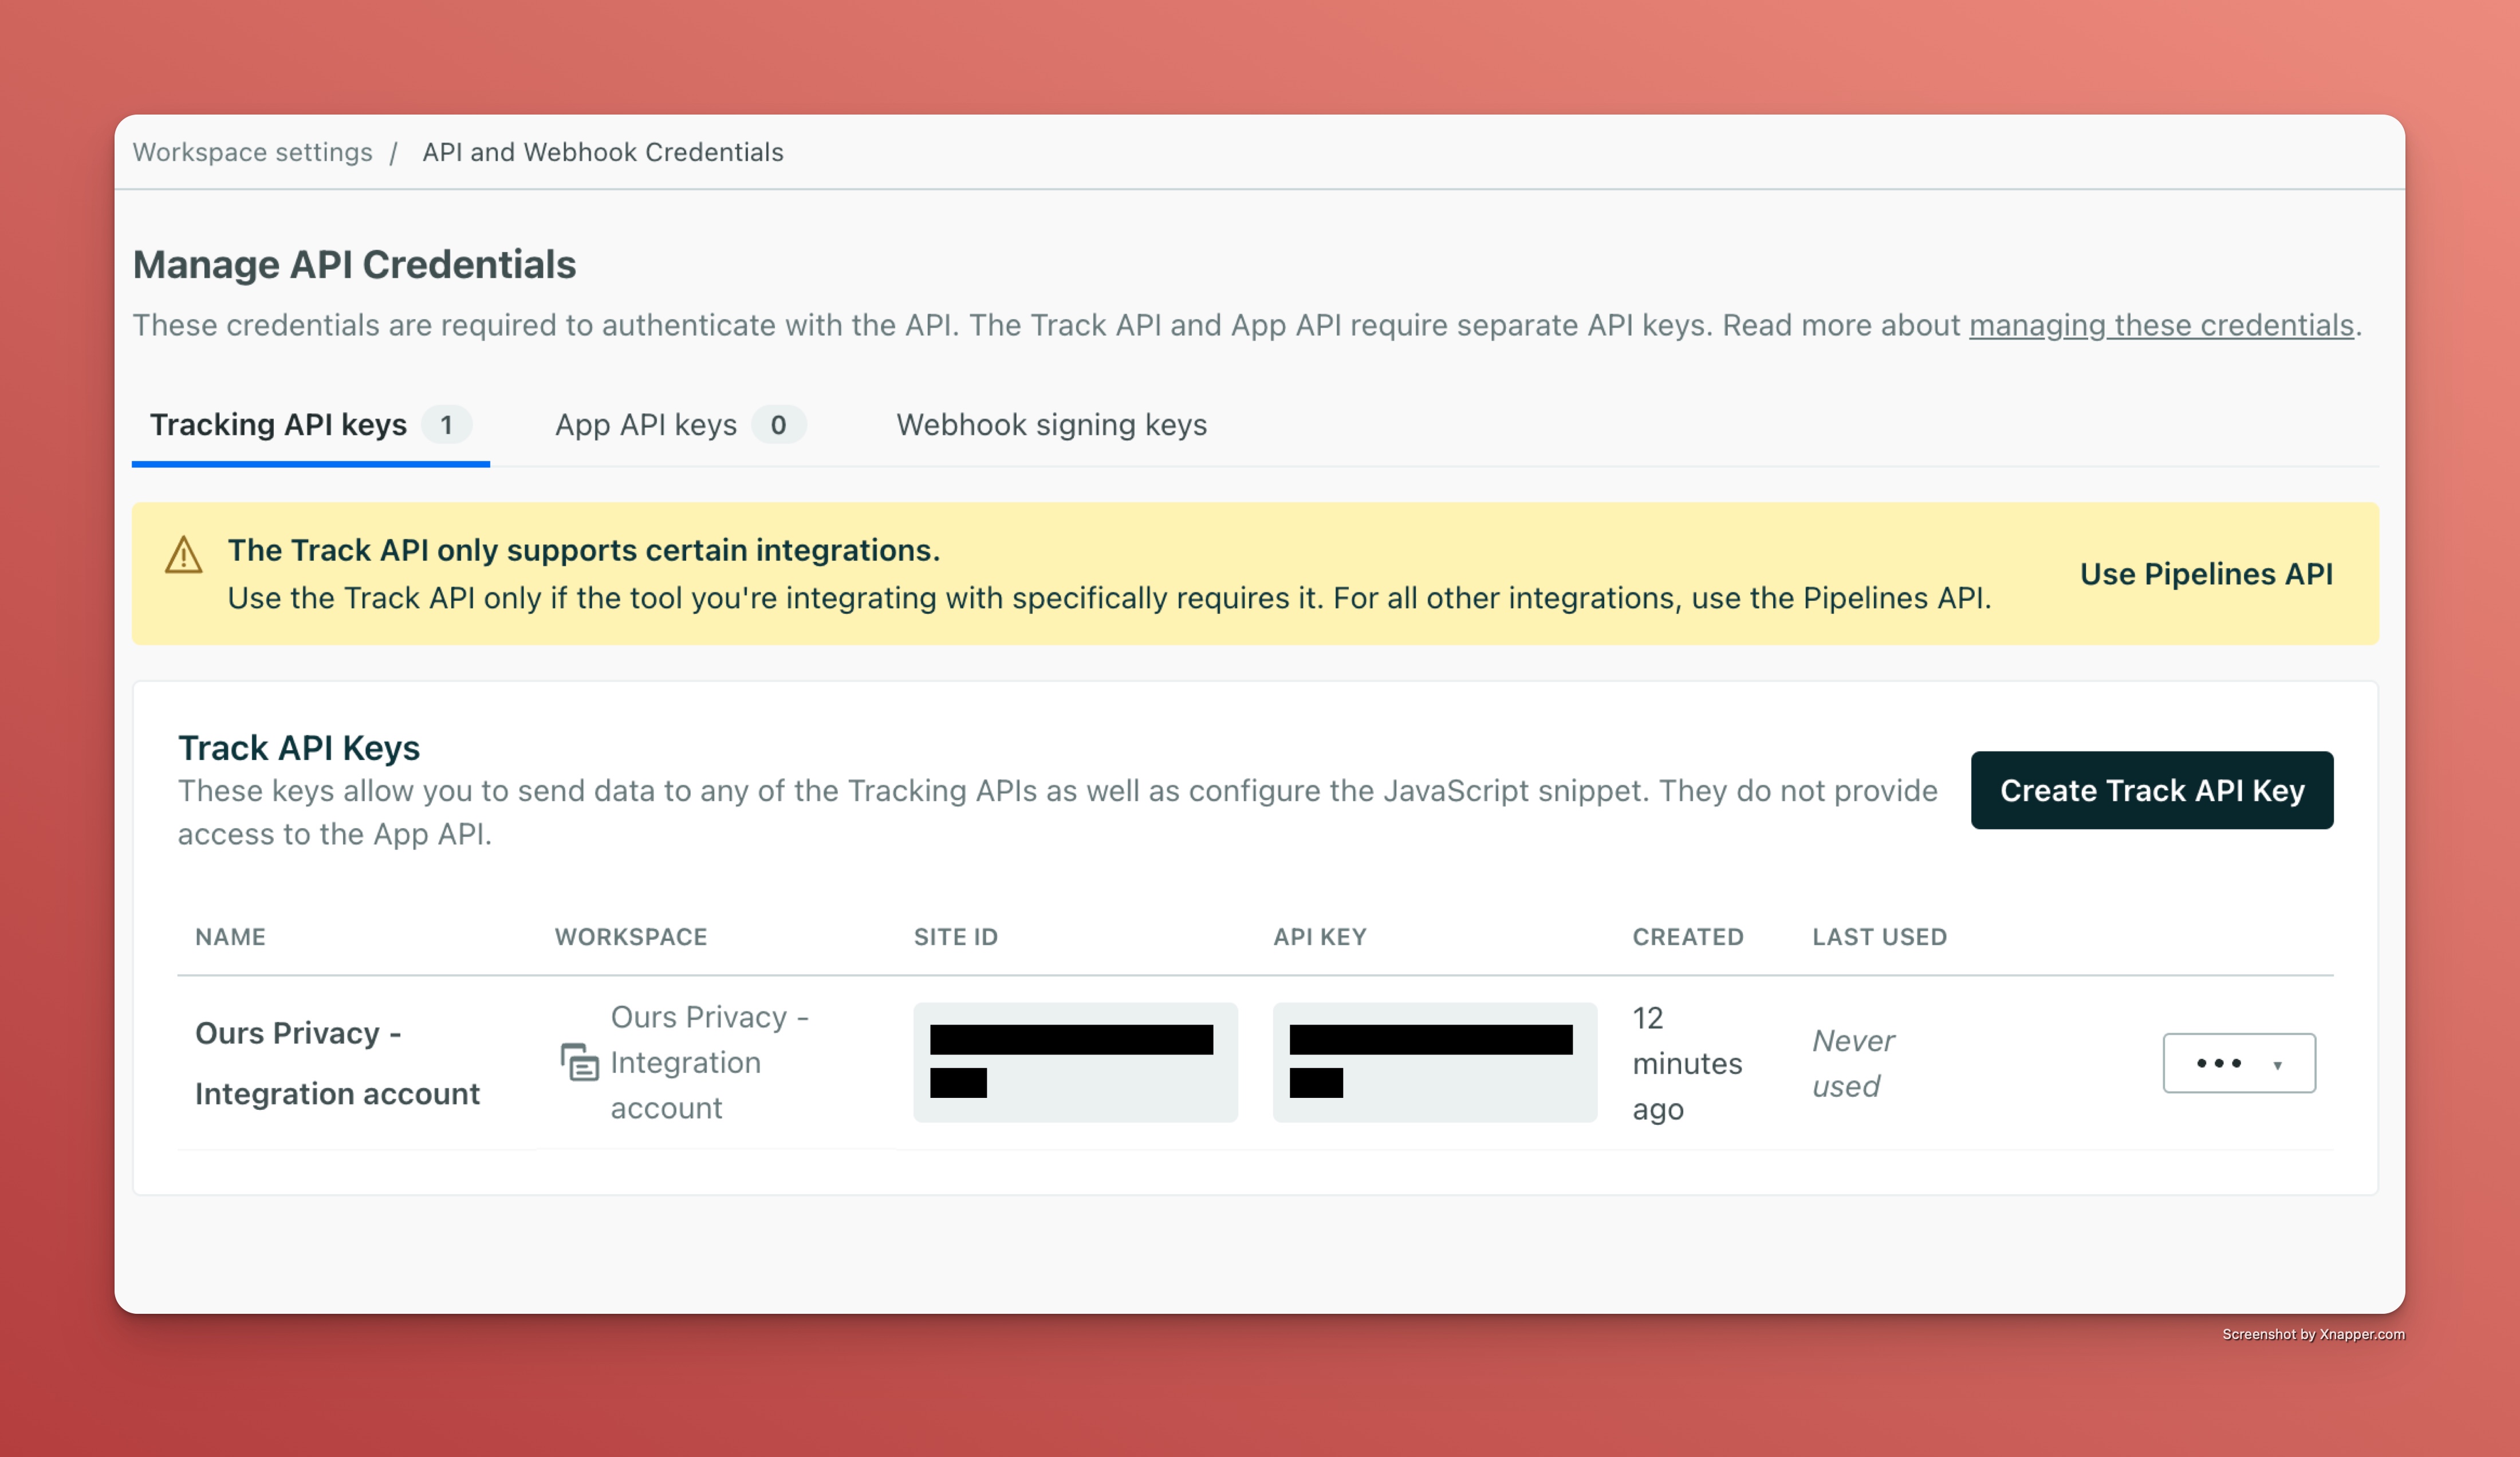 Workspace settings / API and Webhook Credentials
Manage API Credentials
These credentials are required to authenticate with the API. The Track API and App API require separate API keys. Read more about managing these credentials.
Tracking API keys 1 App API keys 0 Webhook signing keys
The Track API only supports certain integrations.
Use the Track API only if the tool you're integrating with specifically requires it. For all other integrations, use the Pipelines API.
Use Pipelines API
Track API Keys
These keys allow you to send data to any of the Tracking APIs as well as configure the JavaScript snippet. They do not provide
access to the App API.
Create Track API Key
NAME WORKSPACE SITE ID API KEY CREATED LAST USED
Ours Privacy -
Integration account
Ours Privacy -
Integration
account
12
minutes
ago
Never
used
Screenshot by Xnapper.com